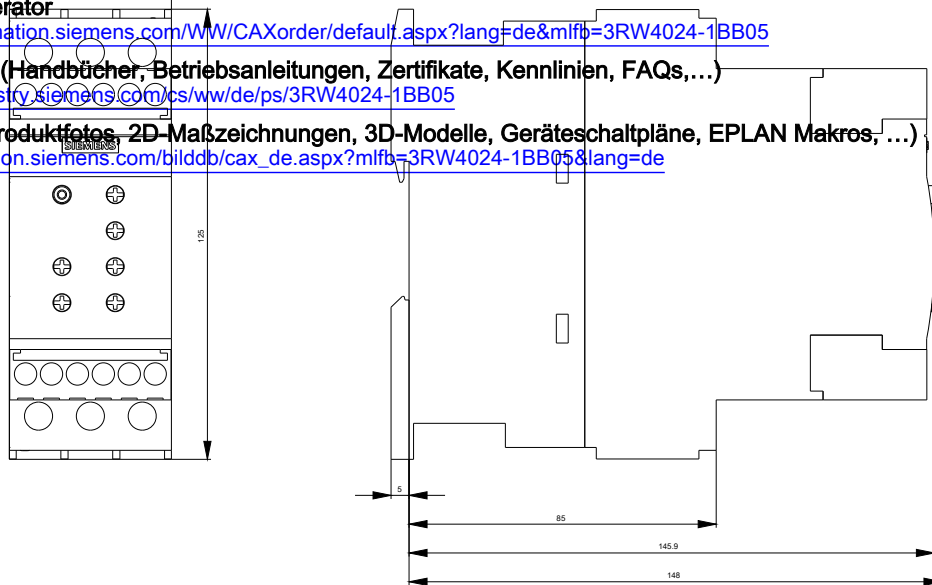 erator
nation.siemens.com/WW/CAXorder/default.aspx?lang=de&mlfb=3RW4024-1BB05
(Handbücher, Betriebsanleitungen, Zertifikate, Kennlinien, FAQs,…)
stry.siemens.com/cs/ww/de/ps/3RW4024-1BB05
roduktfotos, 2D-Maßzeichnungen, 3D-Modelle, Geräteschaltpläne, EPLAN Makros, …)
SIEMENS
on.siemens.com/bilddb/cax_de.aspx?mlfb=3RW4024-1BB05&lang=de
125
5
85
145.9
148